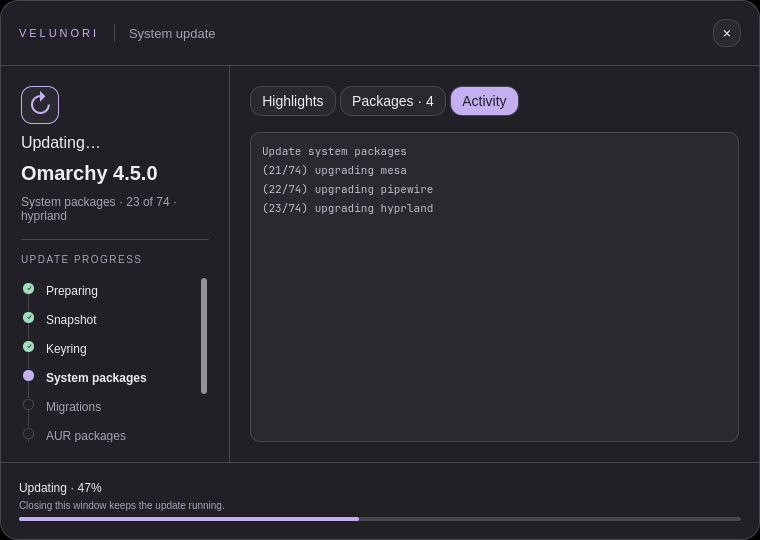 VELUNORI
System update
×
Updating…
Omarchy 4.5.0
System packages · 23 of 74 ·
hyprland
UPDATE PROGRESS
Preparing
Snapshot
Keyring
System packages
Migrations
AUR packages
Highlights
Packages · 4
Activity
Update system packages
(21/74) upgrading mesa
(22/74) upgrading pipewire
(23/74) upgrading hyprland
Updating · 47%
Closing this window keeps the update running.